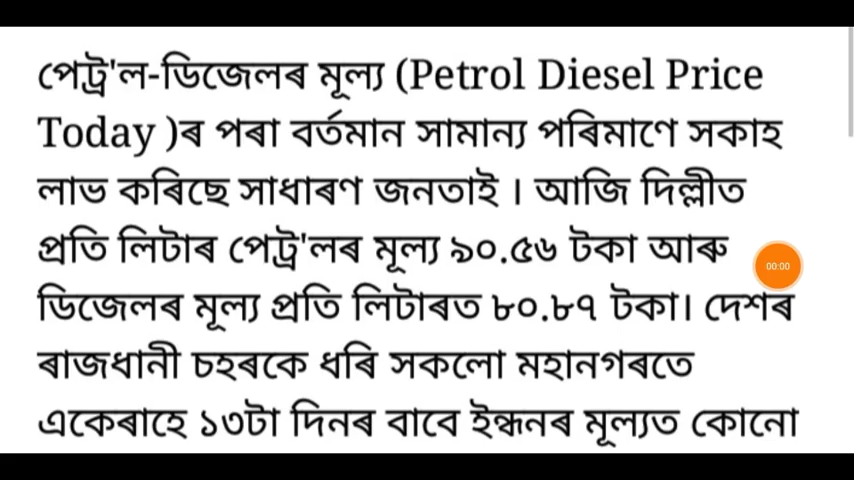 পেট্ৰ'ল-ডিজেলৰ মূল্য (Petrol Diesel Price
Today )ৰ পৰা বৰ্তমান সামান্য পৰিমাণে সকাহ
লাভ কৰিছে সাধাৰণ জনতাই । আজি দিল্লীত
প্ৰতি লিটাৰ পেট্ৰ'লৰ মূল্য ৯০.৫৬ টকা আৰু
00:00
ডিজেলৰ মূল্য প্ৰতি লিটাৰত ৮০.৮৭ টকা। দেশৰ
ৰাজধানী চহৰকে ধৰি সকলো মহানগৰতে
একেৰাহে ১৩টা দিনৰ বাবে ইন্ধনৰ মূল্যত কোনো